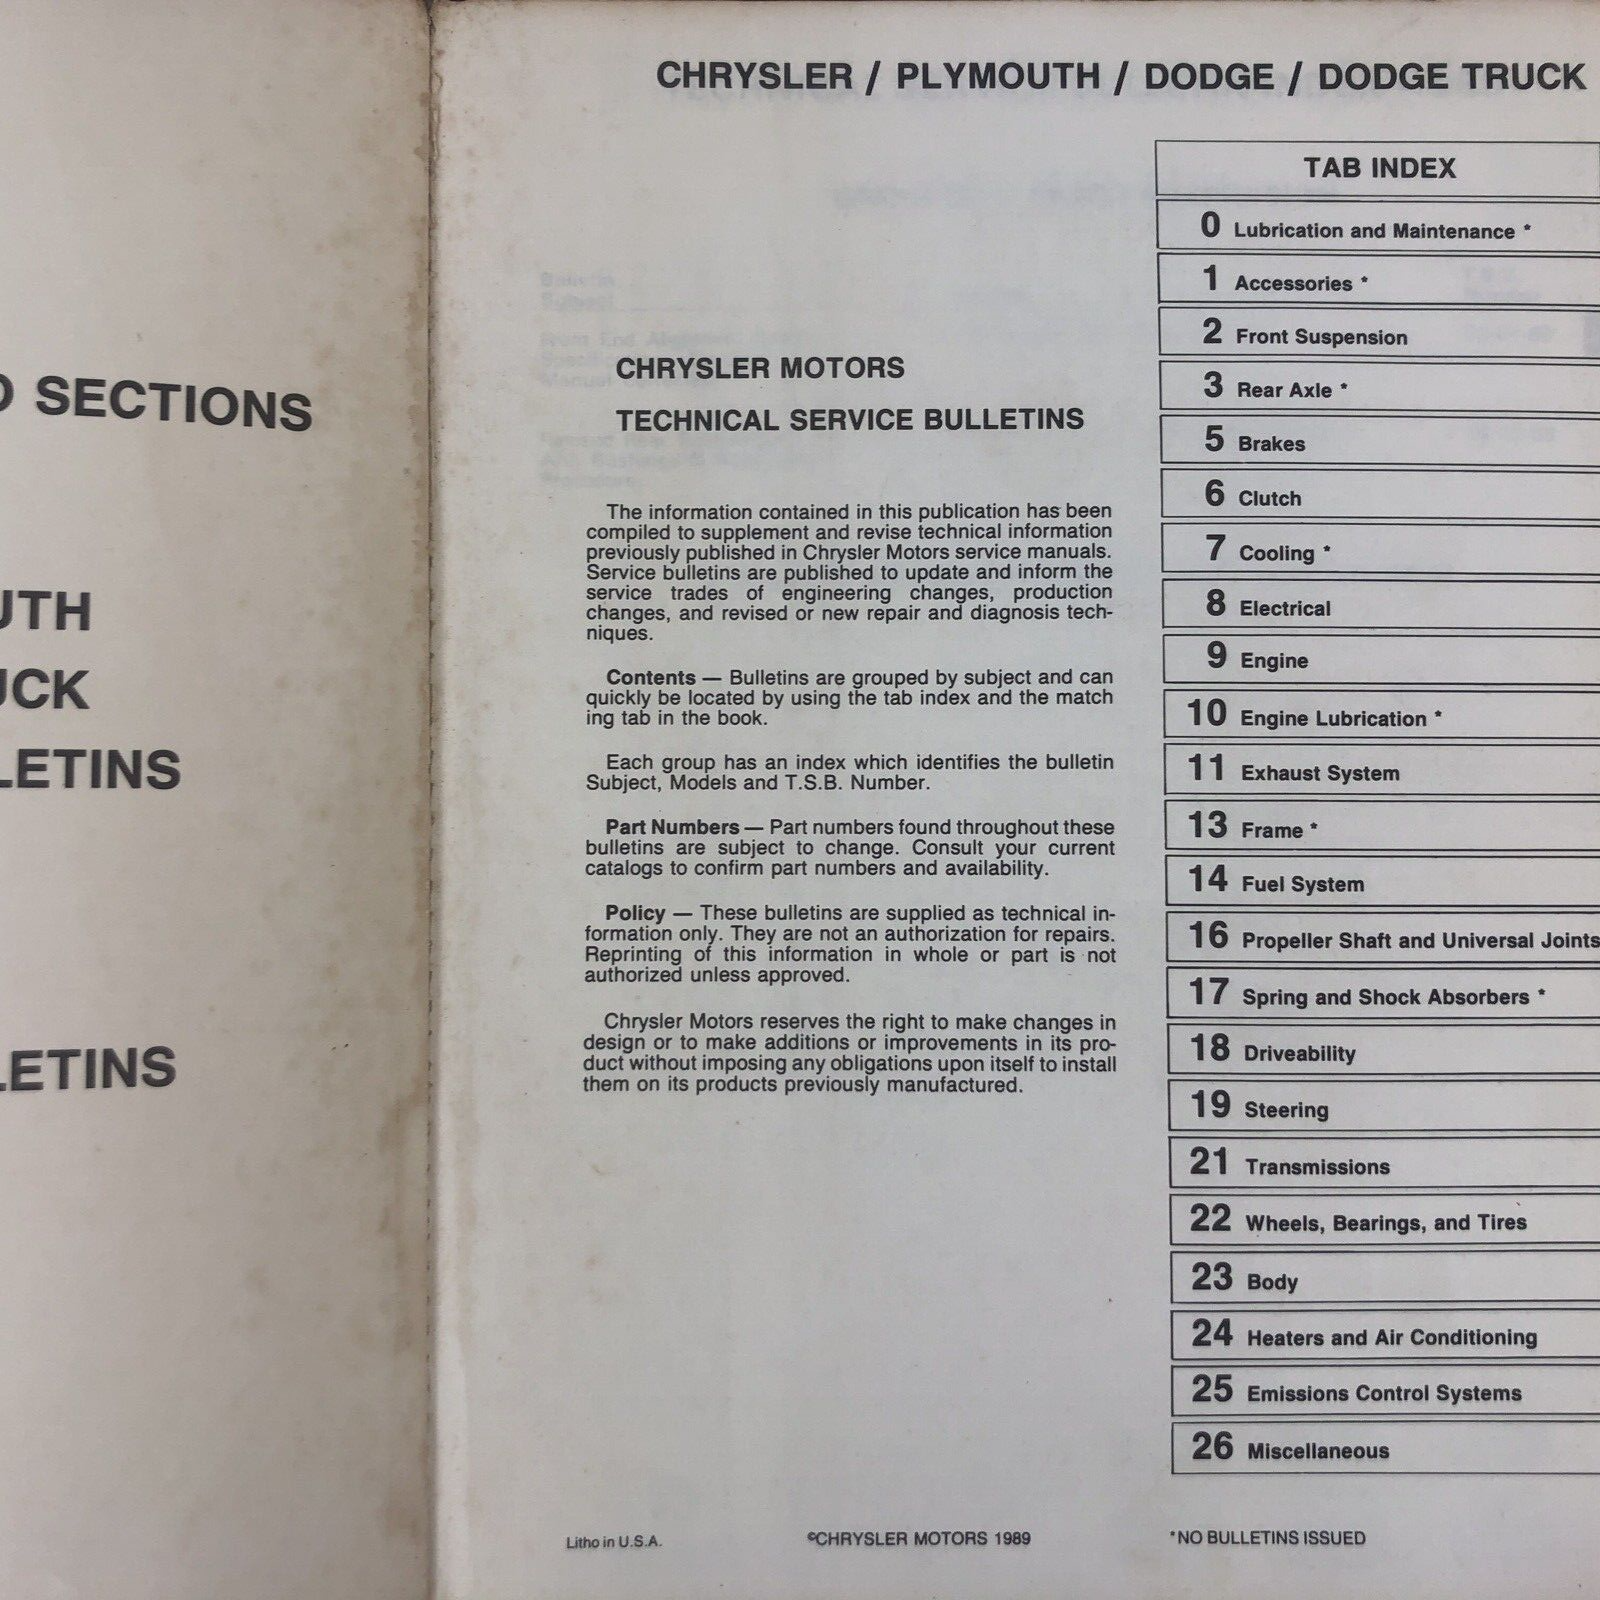 SECTIONS
UTH
UCK
LETINS
LETINS
CHRYSLER / PLYMOUTH / DODGE / DODGE TRUCK
CHRYSLER MOTORS
TECHNICAL SERVICE BULLETINS
The information contained in this publication has been
compiled to supplement and revise technical information
previously published in Chrysler Motors service manuals.
Service bulletins are published to update and inform the
service trades of engineering changes, production
changes, and revised or new repair and diagnosis tech-
niques.
Contents — Bulletins are grouped by subject and can
quickly be located by using the tab index and the match
ing tab in the book.
Each group has an index which identifies the bulletin
Subject, Models and T.S.B. Number.
Part Numbers — Part numbers found throughout these
bulletins are subject to change. Consult your current
catalogs to confirm part numbers and availability.
Policy — These bulletins are supplied as technical in-
formation only. They are not an authorization for repairs.
Reprinting of this information in whole or part is not
authorized unless approved.
Chrysler Motors reserves the right to make changes in
design or to make additions or improvements in its pro-
duct without imposing any obligations upon itself to install
them on its products previously manufactured.
TAB INDEX
0 Lubrication and Maintenance *
1 Accessories *
2 Front Suspension
3 Rear Axle *
5 Brakes
6 Clutch
7 Cooling *
8 Electrical
9 Engine
10 Engine Lubrication *
11 Exhaust System
13 Frame *
14 Fuel System
16 Propeller Shaft and Universal Joints
17 Spring and Shock Absorbers *
18 Driveability
19 Steering
21 Transmissions
22 Wheels, Bearings, and Tires
23 Body
24 Heaters and Air Conditioning
25 Emissions Control Systems
26 Miscellaneous
Litho in U.S.A.
©CHRYSLER MOTORS 1989
*NO BULLETINS ISSUED